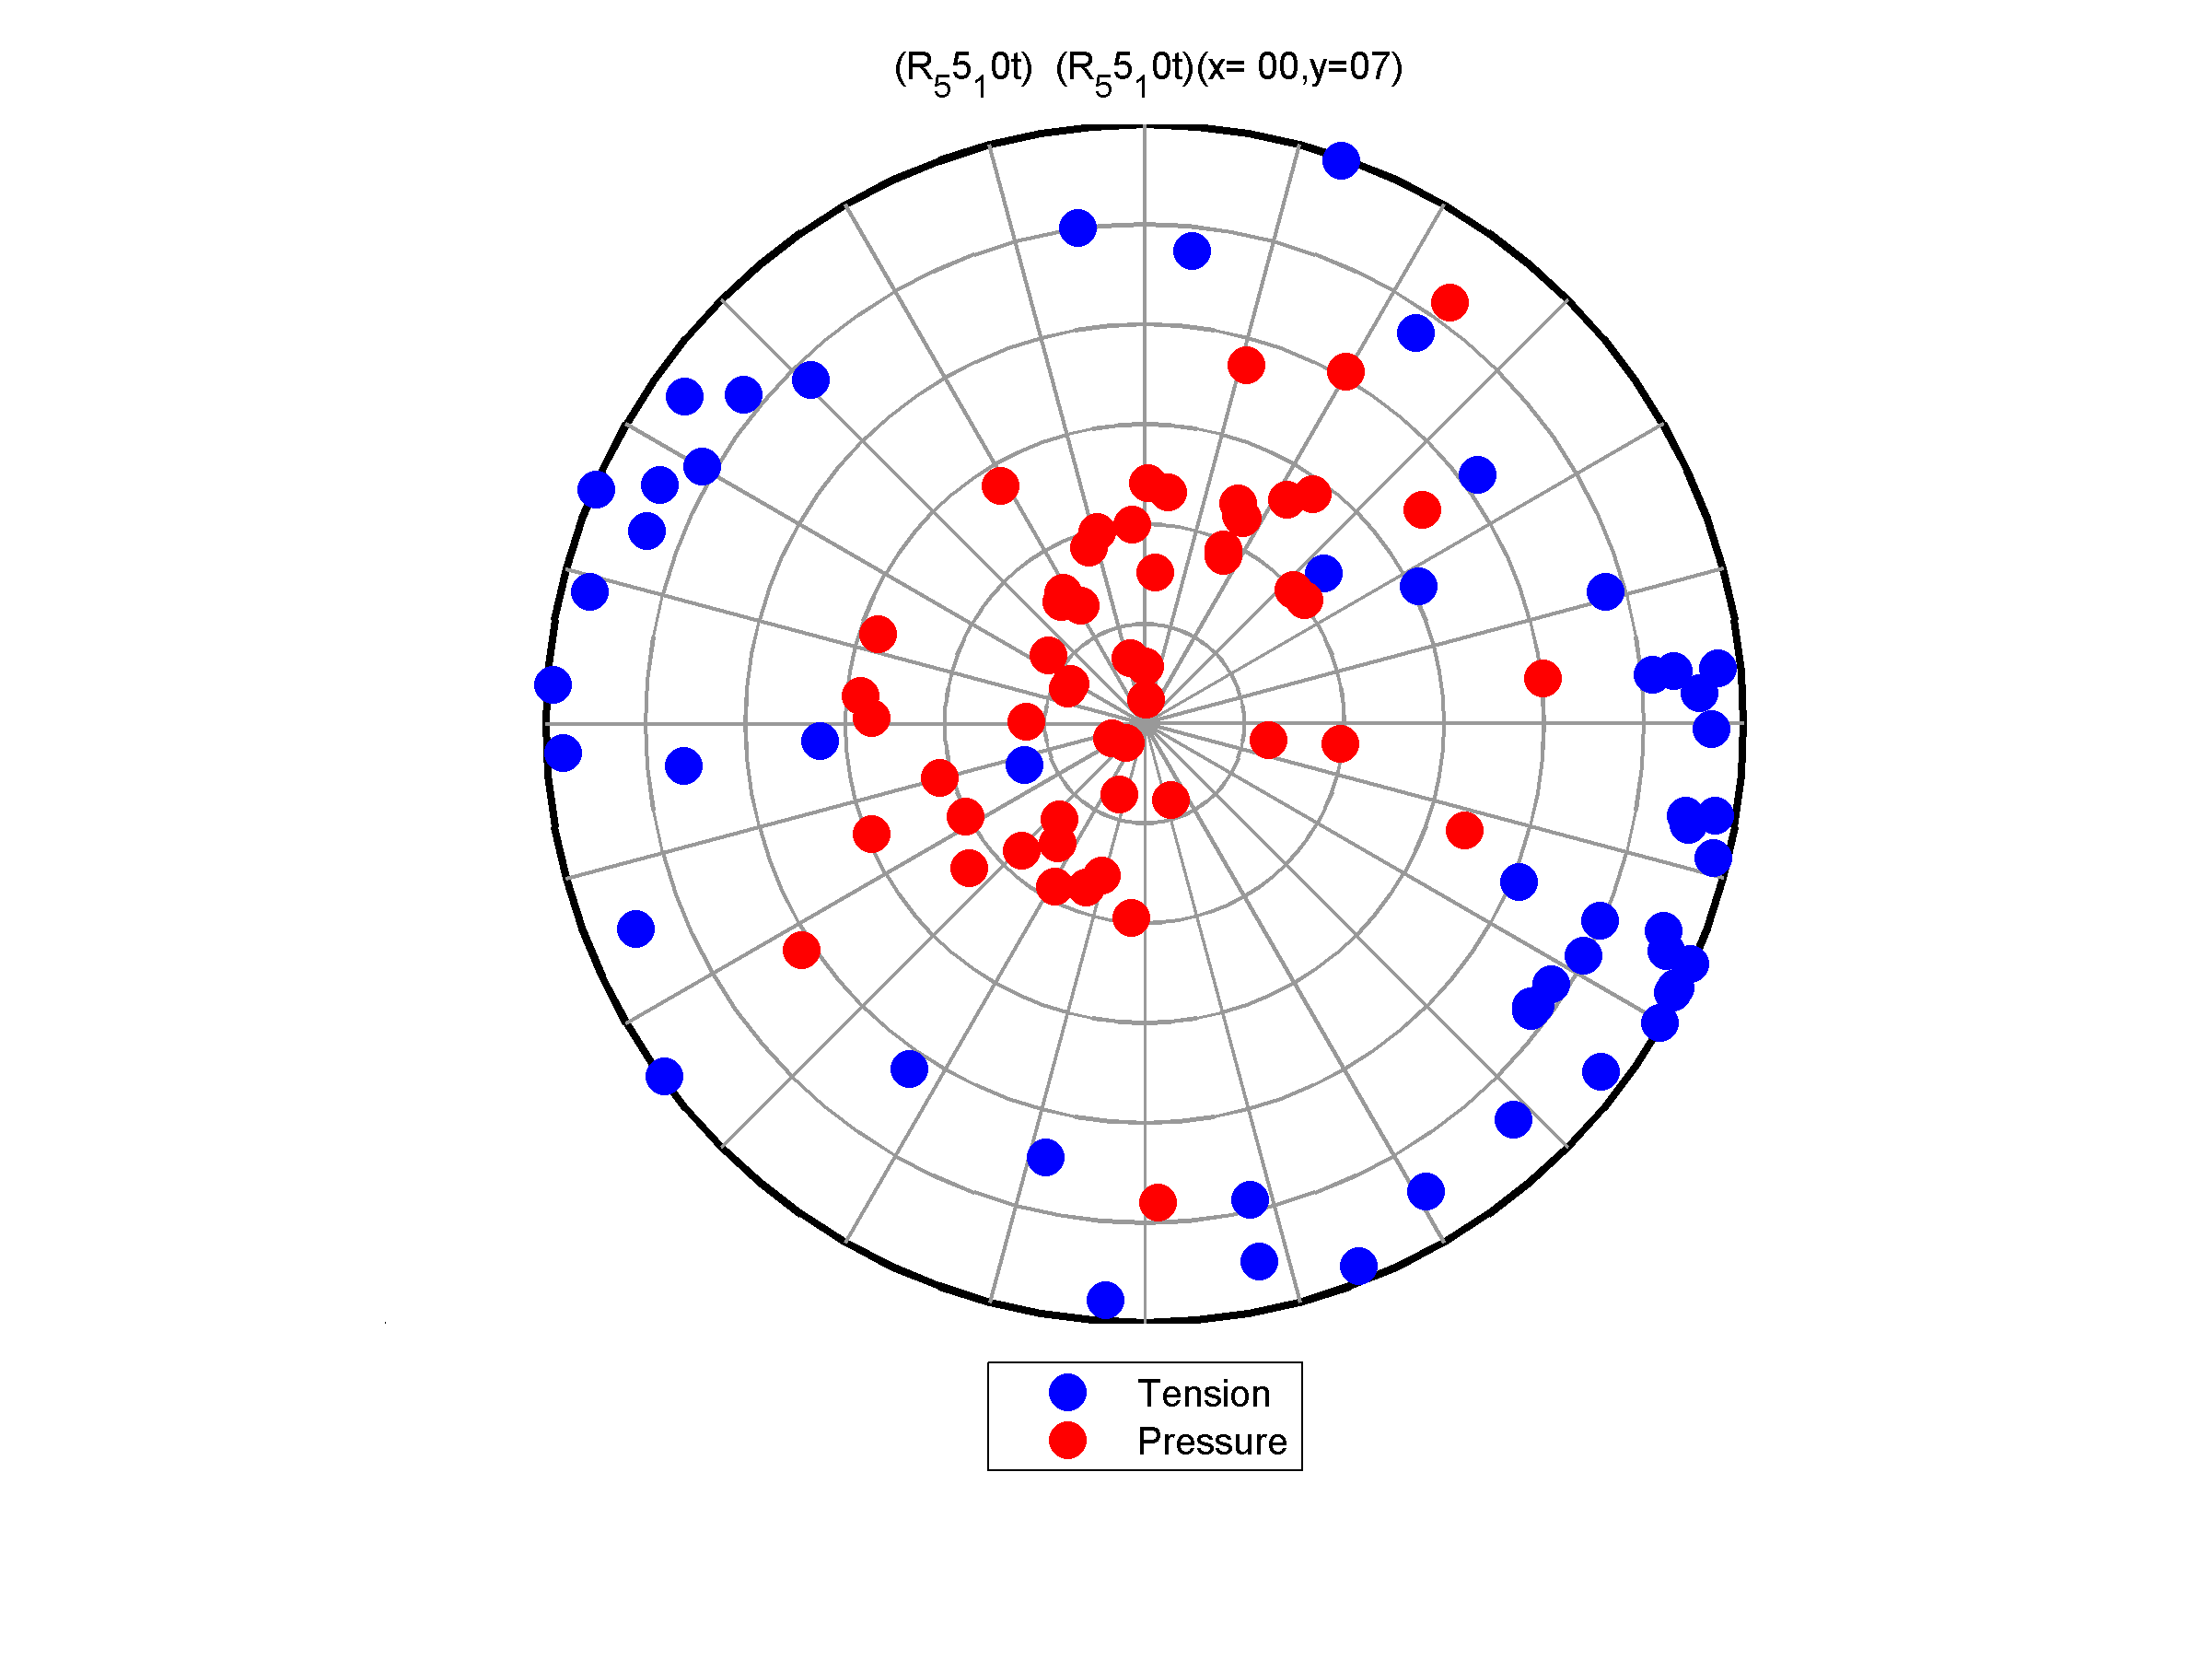 (R₅5₁0t) (R₅5₁0t)(x= 00,y=07)
Tension
Pressure